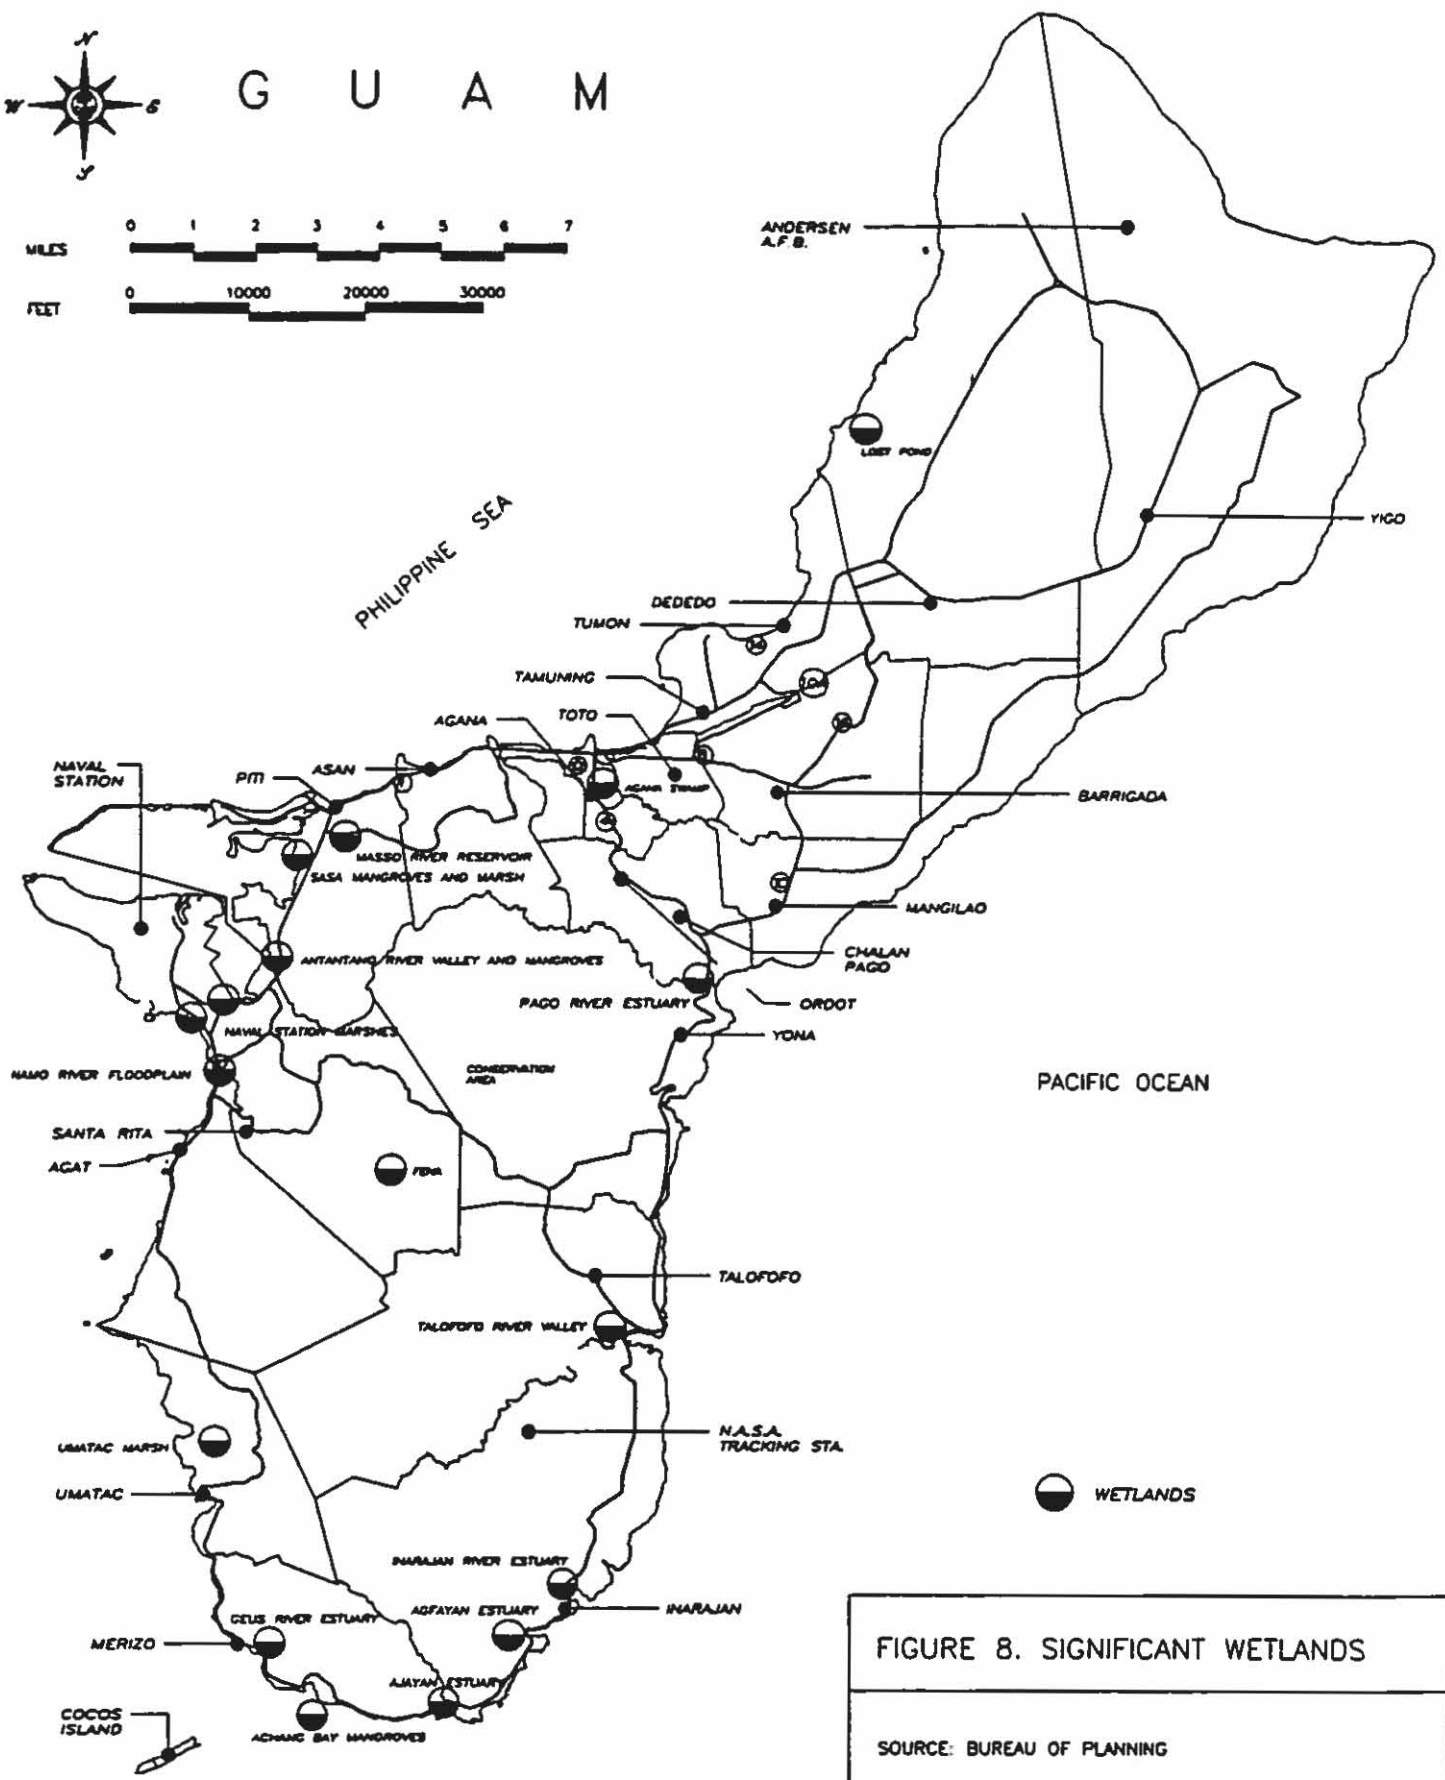 N
W
E
S
G U A M
0 1 2 3 4 5 6 7
MILES
0 10000 20000 30000
FEET
ANDERSEN
A.F.B.
LOST POND
PHILIPPINE SEA
YIGO
DEDEDO
TUMON
TAMUNING
TOTO
AGANA
NAVAL
STATION
PITI
ASAN
AGANA SWAMP
BARRIGADA
MASSO RIVER RESERVOIR
SASA MANGROVES AND MARSH
MANGILAO
CHALAN
PAGO
ANTANTANO RIVER VALLEY AND MANGROVES
PAGO RIVER ESTUARY
ORDOT
NAVAL STATION MARSHES
YONA
NAMO RIVER FLOODPLAIN
CONSERVATION
AREA
PACIFIC OCEAN
SANTA RITA
AGAT
FENA
TALOFOFO
TALOFOFO RIVER VALLEY
UMATAC MARSH
N.A.S.A.
TRACKING STA.
UMATAC
WETLANDS
INARAJAN RIVER ESTUARY
GEUS RIVER ESTUARY
AGFAYAN ESTUARY
INARAJAN
MERIZO
AJAYAN ESTUARY
COCOS
ISLAND
ACHANG BAY MANGROVES
FIGURE 8. SIGNIFICANT WETLANDS
SOURCE: BUREAU OF PLANNING